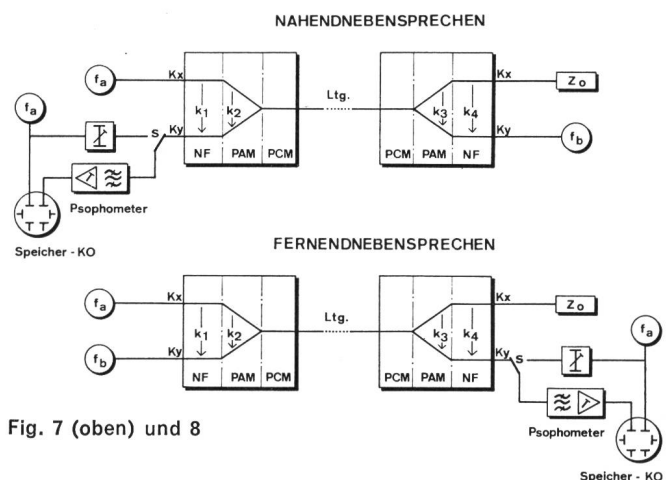 NAHENDNEBENSPRECHEN
fa Kx Kx Zo
fa Ltg.
k1 k2 k3 k4
S Ky Ky fb
NF PAM PCM PCM PAM NF
Psophometer
Speicher - KO
FERNENDNEBENSPRECHEN
fa Kx Kx Zo
Ltg. fa
k1 k2 k3 k4
fb Ky Ky S
NF PAM PCM PCM PAM NF
Fig. 7 (oben) und 8
Psophometer
Speicher - KO